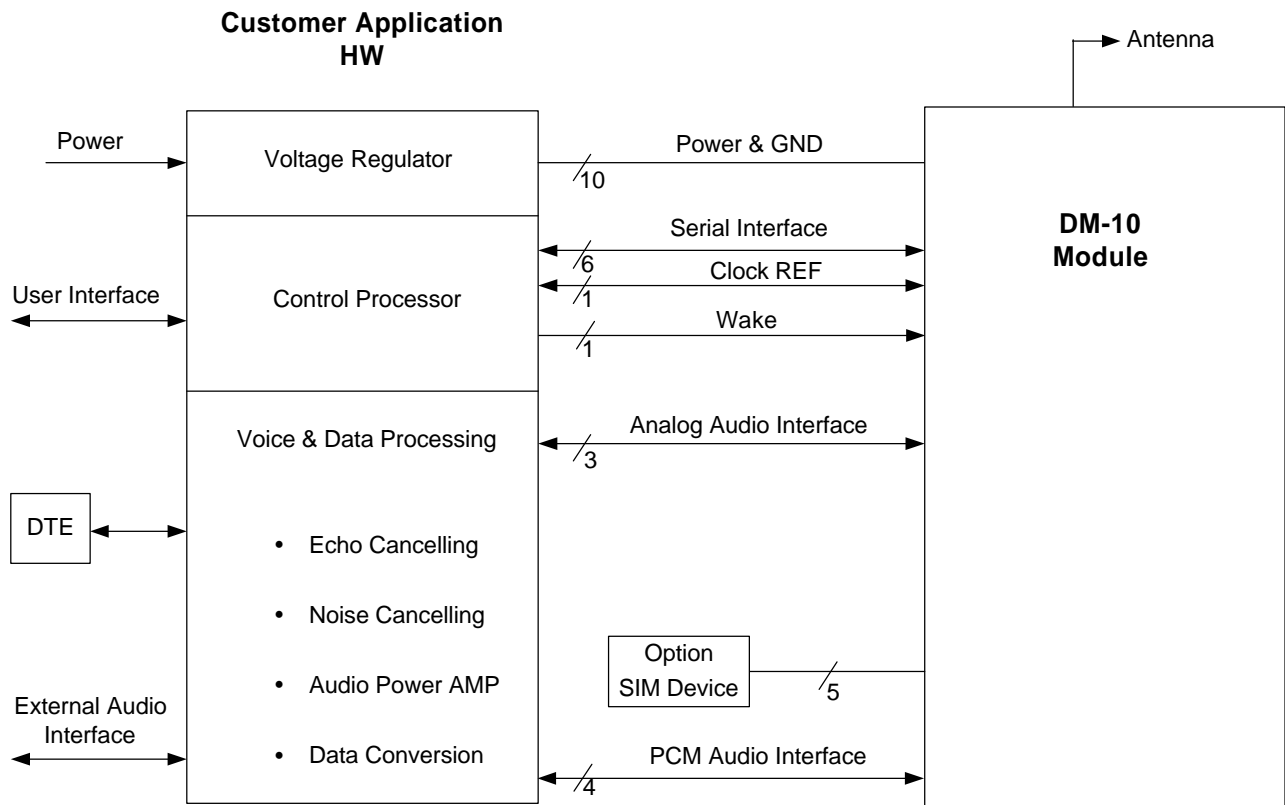 Customer Application
HW
Antenna
Power
Voltage Regulator
Power & GND
10
DM-10
Module
Serial Interface
6
Clock REF
1
User Interface
Control Processor
Wake
1
Voice & Data Processing
Analog Audio Interface
3
DTE
• Echo Cancelling
• Noise Cancelling
Option
SIM Device
5
• Audio Power AMP
External Audio
Interface
• Data Conversion
PCM Audio Interface
4